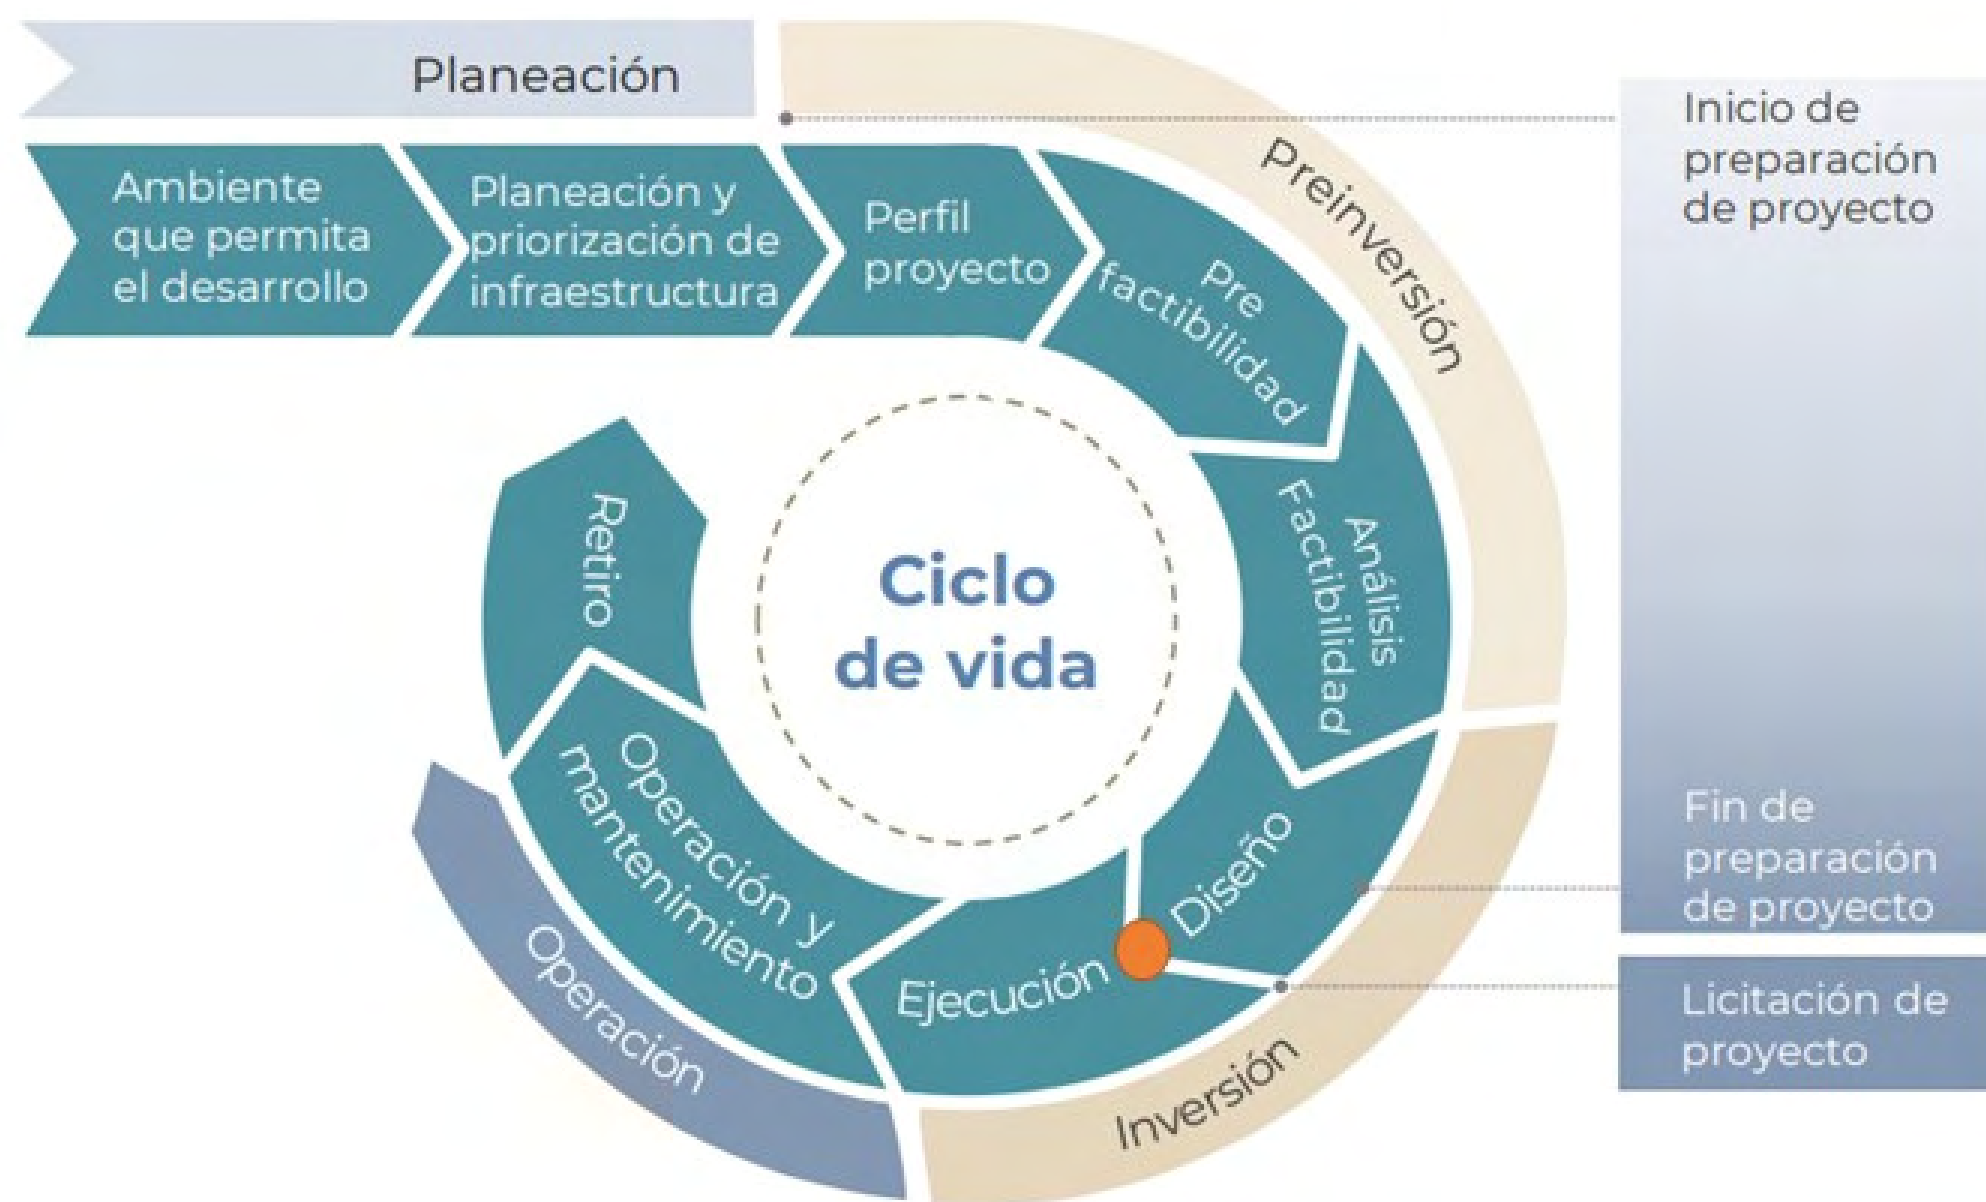 Planeación
Ambiente
que permita
el desarrollo
Planeación y
priorización de
infraestructura
Perfil
proyecto
Pre
factibilidad
Preinversión
Análisis
Factibilidad
Diseño
Ejecución
Inversión
Operación y
mantenimiento
Operación
Retiro
Ciclo
de vida
Inicio de
preparación
de proyecto
Fin de
preparación
de proyecto
Licitación de
proyecto